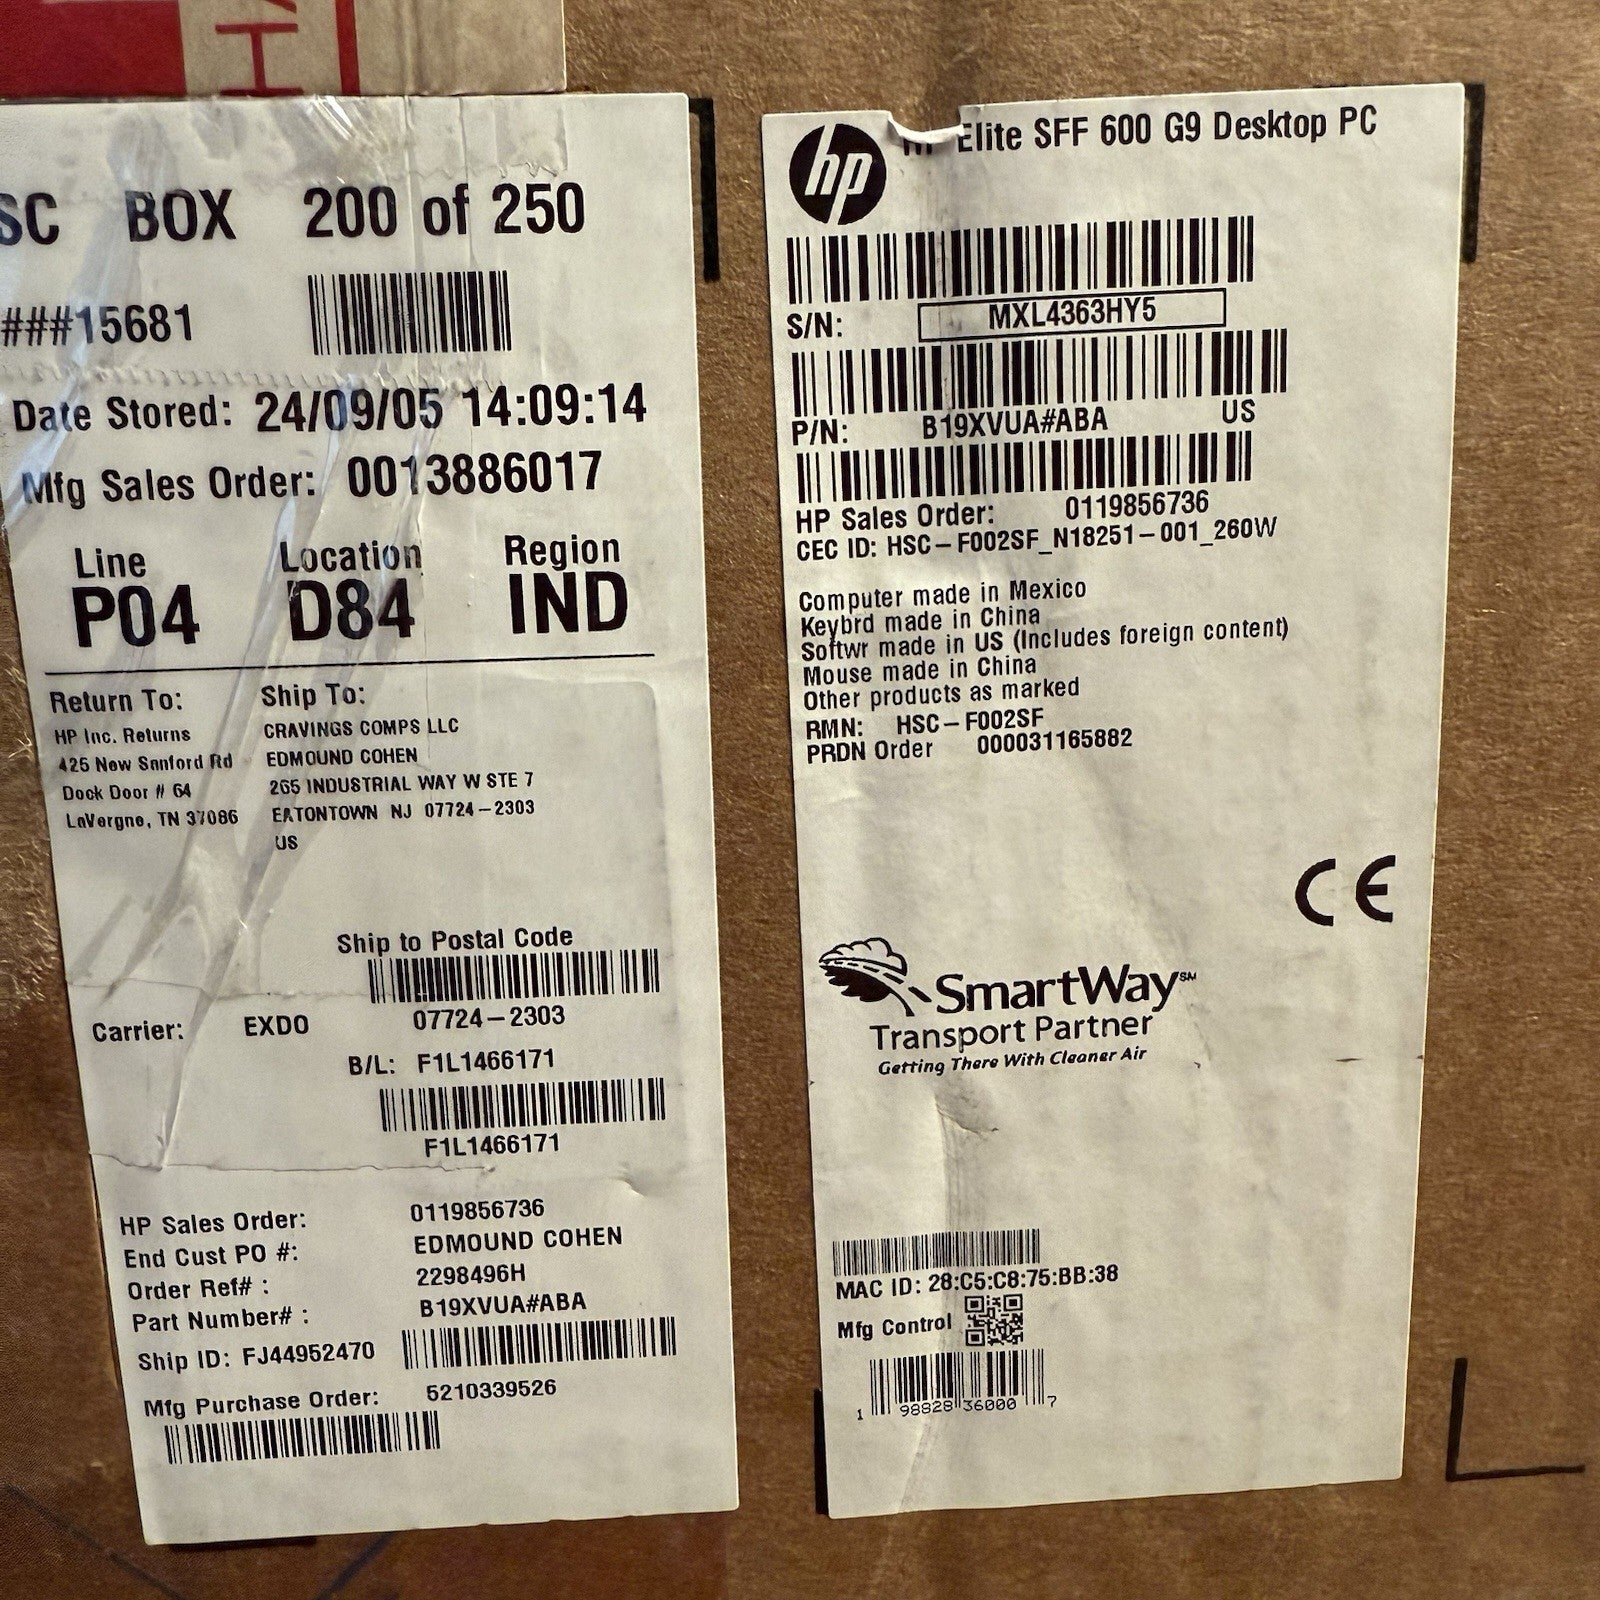 SC BOX 200 of 250
###15681
Date Stored: 24/09/05 14:09:14
Mfg Sales Order: 0013886017
Line Location Region
P04 D84 IND
Return To:
HP Inc. Returns
425 New Sanford Rd
Dock Door # 64
LaVergne, TN 37086
Ship To:
CRAVINGS COMPS LLC
EDMOUND COHEN
265 INDUSTRIAL WAY W STE 7
EATONTOWN NJ 07724-2303
US
Ship to Postal Code
07724-2303
Carrier: EXDO
B/L: F1L1466171
F1L1466171
HP Sales Order: 0119856736
End Cust PO #: EDMOUND COHEN
Order Ref# : 2298496H
Part Number# : B19XVUA#ABA
Ship ID: FJ44952470
Mfg Purchase Order: 5210339526
hp
Elite SFF 600 G9 Desktop PC
S/N: MXL4363HY5
P/N: B19XVUA#ABA US
HP Sales Order: 0119856736
CEC ID: HSC-F002SF_N18251-001_260W
Computer made in Mexico
Keybrd made in China
Softwr made in US (Includes foreign content)
Mouse made in China
Other products as marked
RMN: HSC-F002SF
PRDN Order 000031165882
CE
SmartWay℠
Transport Partner
Getting There With Cleaner Air
MAC ID: 28:C5:C8:75:BB:38
Mfg Control
1 98828 36000 7